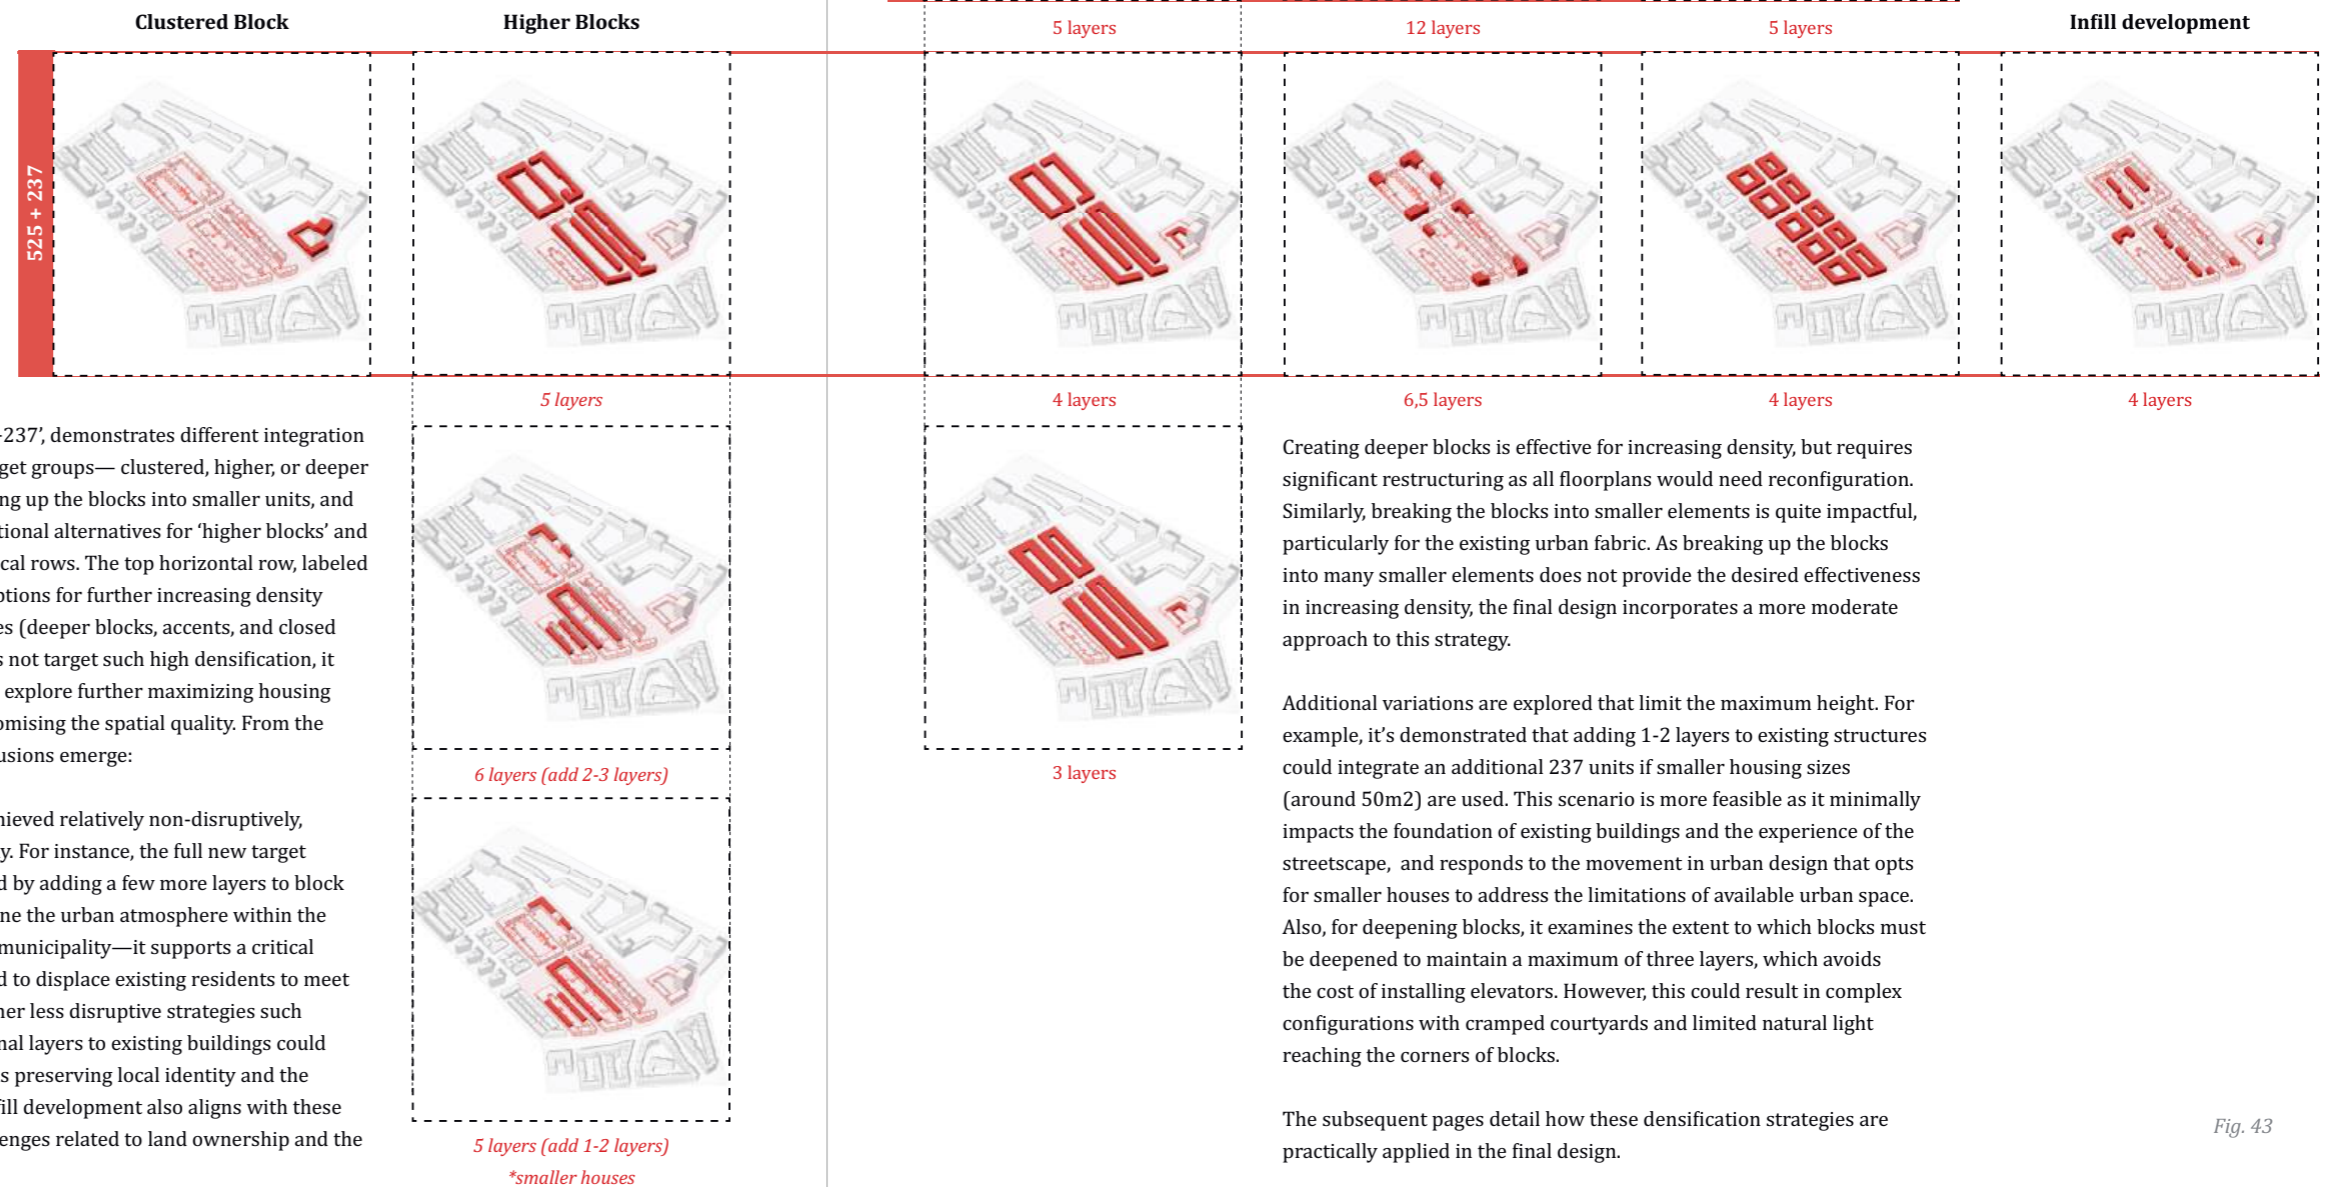 Clustered Block
Higher Blocks
5 layers
12 layers
5 layers
Infill development
525 + 237
5 layers
4 layers
6,5 layers
4 layers
4 layers
-237’, demonstrates different integration
get groups— clustered, higher, or deeper
ng up the blocks into smaller units, and
tional alternatives for ‘higher blocks’ and
cal rows. The top horizontal row, labeled
ptions for further increasing density
es (deeper blocks, accents, and closed
s not target such high densification, it
explore further maximizing housing
omising the spatial quality. From the
usions emerge:
hieved relatively non-disruptively,
y. For instance, the full new target
d by adding a few more layers to block
ne the urban atmosphere within the
municipality—it supports a critical
d to displace existing residents to meet
her less disruptive strategies such
nal layers to existing buildings could
s preserving local identity and the
fill development also aligns with these
enges related to land ownership and the
6 layers (add 2-3 layers)
5 layers (add 1-2 layers)
*smaller houses
3 layers
Creating deeper blocks is effective for increasing density, but requires
significant restructuring as all floorplans would need reconfiguration.
Similarly, breaking the blocks into smaller elements is quite impactful,
particularly for the existing urban fabric. As breaking up the blocks
into many smaller elements does not provide the desired effectiveness
in increasing density, the final design incorporates a more moderate
approach to this strategy.
Additional variations are explored that limit the maximum height. For
example, it’s demonstrated that adding 1-2 layers to existing structures
could integrate an additional 237 units if smaller housing sizes
(around 50m2) are used. This scenario is more feasible as it minimally
impacts the foundation of existing buildings and the experience of the
streetscape,  and responds to the movement in urban design that opts
for smaller houses to address the limitations of available urban space.
Also, for deepening blocks, it examines the extent to which blocks must
be deepened to maintain a maximum of three layers, which avoids
the cost of installing elevators. However, this could result in complex
configurations with cramped courtyards and limited natural light
reaching the corners of blocks.
The subsequent pages detail how these densification strategies are
practically applied in the final design.
Fig. 43